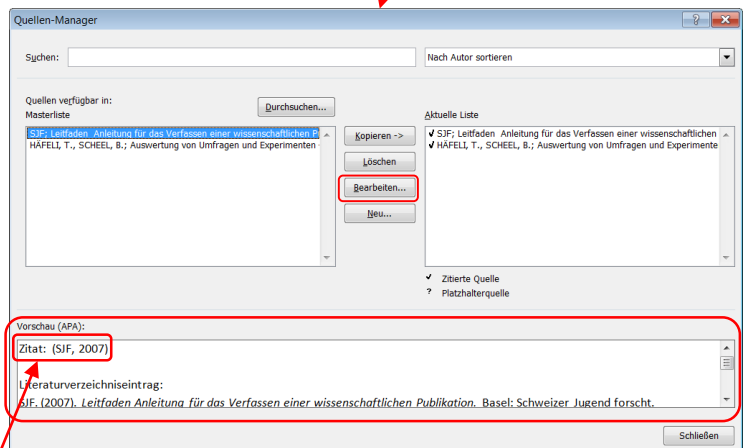 Quellen-Manager
Suchen:
Nach Autor sortieren
Quellen verfügbar in:
Masterliste
Durchsuchen...
Aktuelle Liste
SJF; Leitfaden Anleitung für das Verfassen einer wissenschaftlichen
HÄFELI, T., SCHEEL, B.; Auswertung von Umfragen und Experimenten
Kopieren ->
Löschen
Bearbeiten...
Neu...
✓ SJF; Leitfaden Anleitung für das Verfassen einer wissenschaftlichen
✓ HÄFELI, T., SCHEEL, B.; Auswertung von Umfragen und Experimente
✓ Zitierte Quelle
? Platzhalterquelle
Vorschau (APA):
Zitat: (SJF, 2007)
Literaturverzeichniseintrag:
SJF. (2007). Leitfaden Anleitung für das Verfassen einer wissenschaftlichen Publikation. Basel: Schweizer Jugend forscht.
Schließen